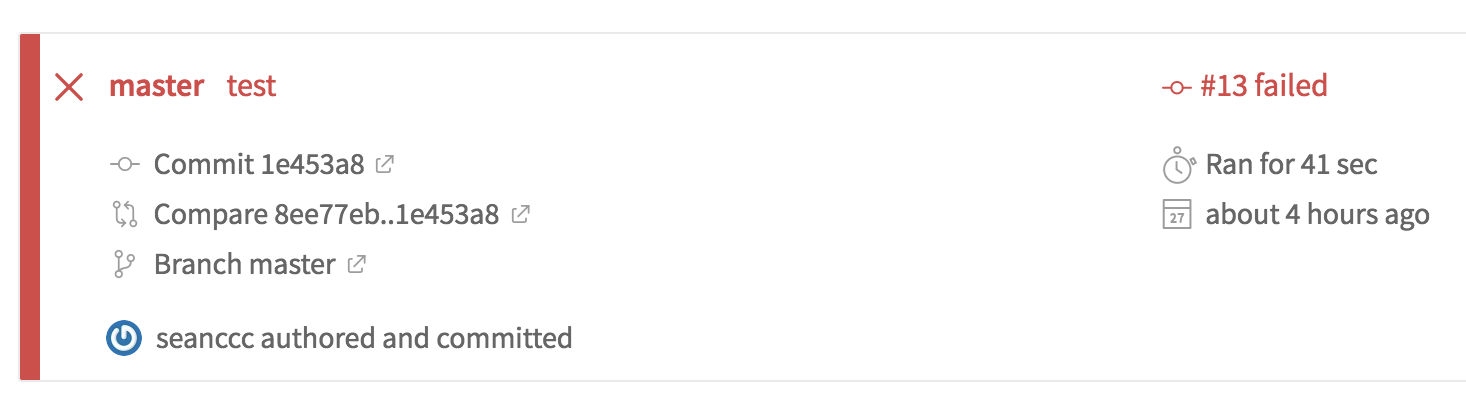 master test
#13 failed
Commit 1e453a8
Compare 8ee77eb..1e453a8
Branch master
Ran for 41 sec
27 about 4 hours ago
seanccc authored and committed